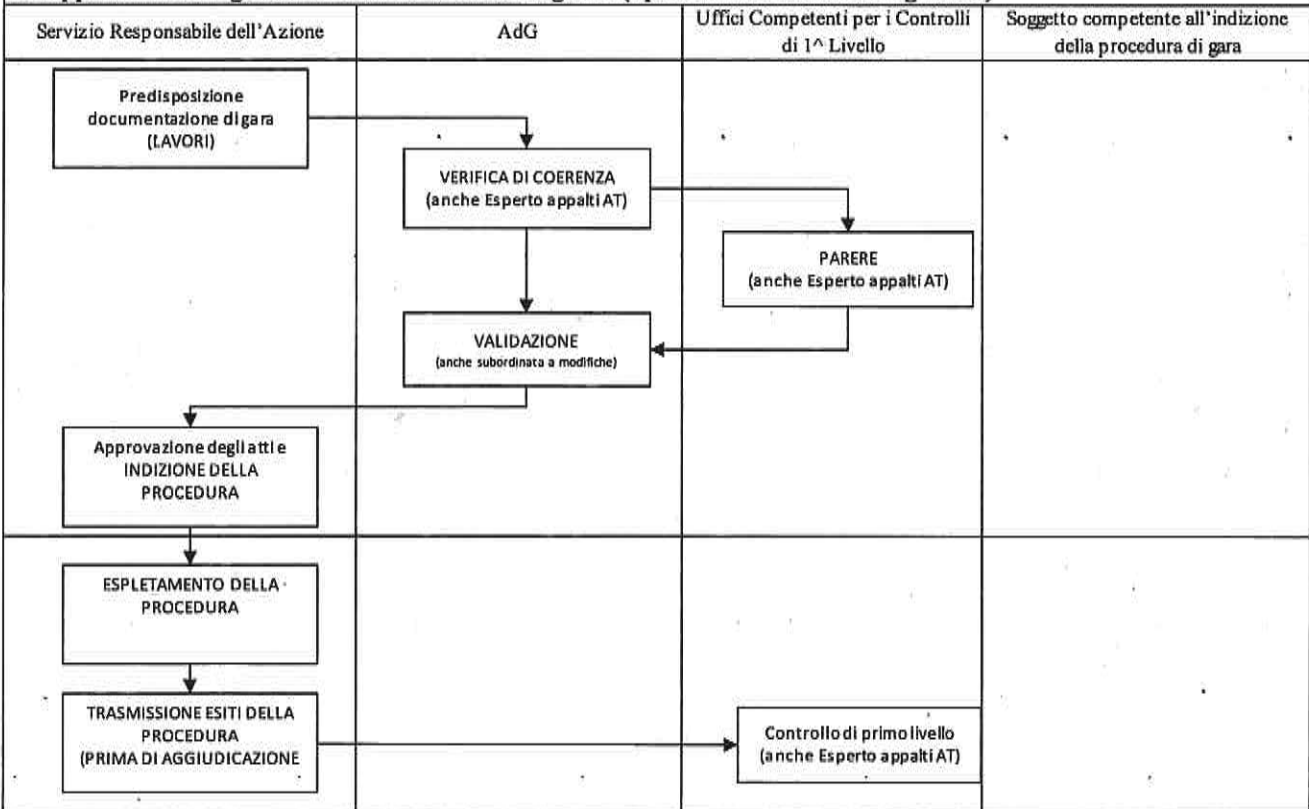 Servizio Responsabile dell'Azione
AdG
Uffici Competenti per i Controlli
di 1^ Livello
Soggetto competente all'indizione
della procedura di gara
Predisposizione
documentazione di gara
(LAVORI)
VERIFICA DI COERENZA
(anche Esperto appalti AT)
PARERE
(anche Esperto appalti AT)
VALIDAZIONE
(anche subordinata a modifiche)
Approvazione degli atti e
INDIZIONE DELLA
PROCEDURA
ESPLETAMENTO DELLA
PROCEDURA
TRASMISSIONE ESITI DELLA
PROCEDURA
(PRIMA DI AGGIUDICAZIONE
Controllo di primo livello
(anche Esperto appalti AT)